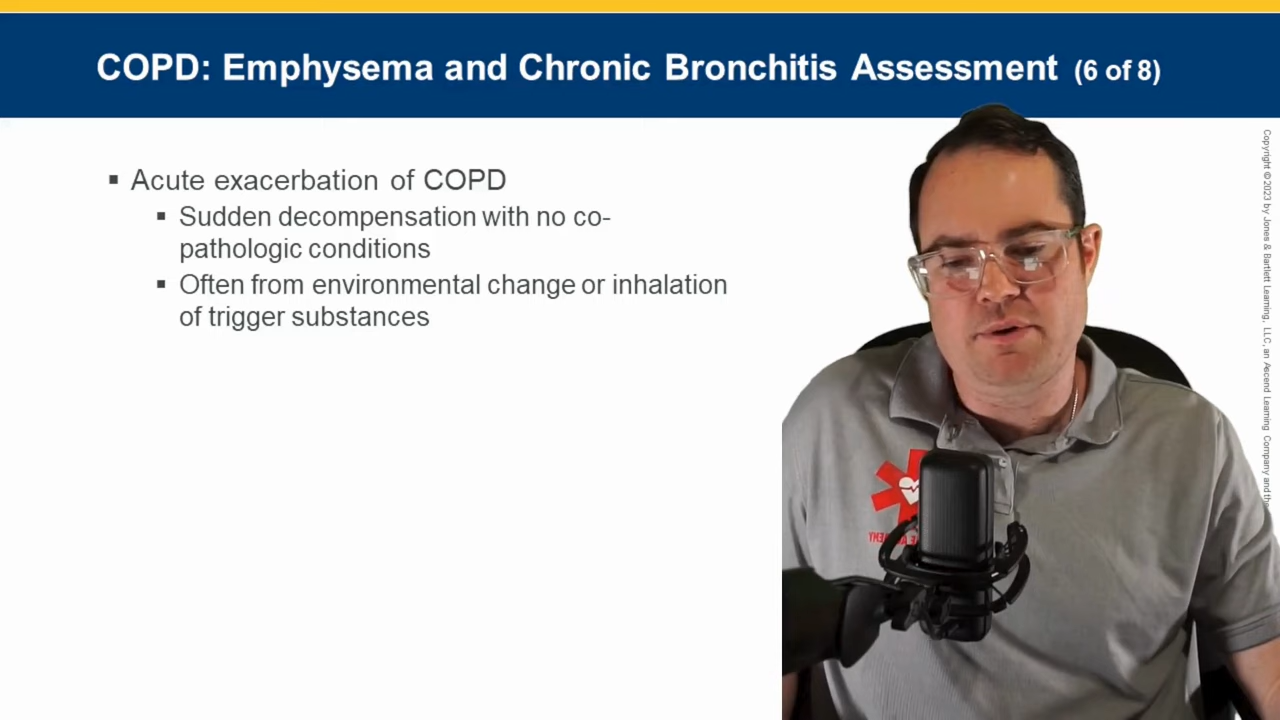 COPD: Emphysema and Chronic Bronchitis Assessment (6 of 8)
▪ Acute exacerbation of COPD
▪ Sudden decompensation with no co-
pathologic conditions
▪ Often from environmental change or inhalation
of trigger substances
Copyright © 2023 by Jones & Bartlett Learning, LLC, an Ascend Learning Company and